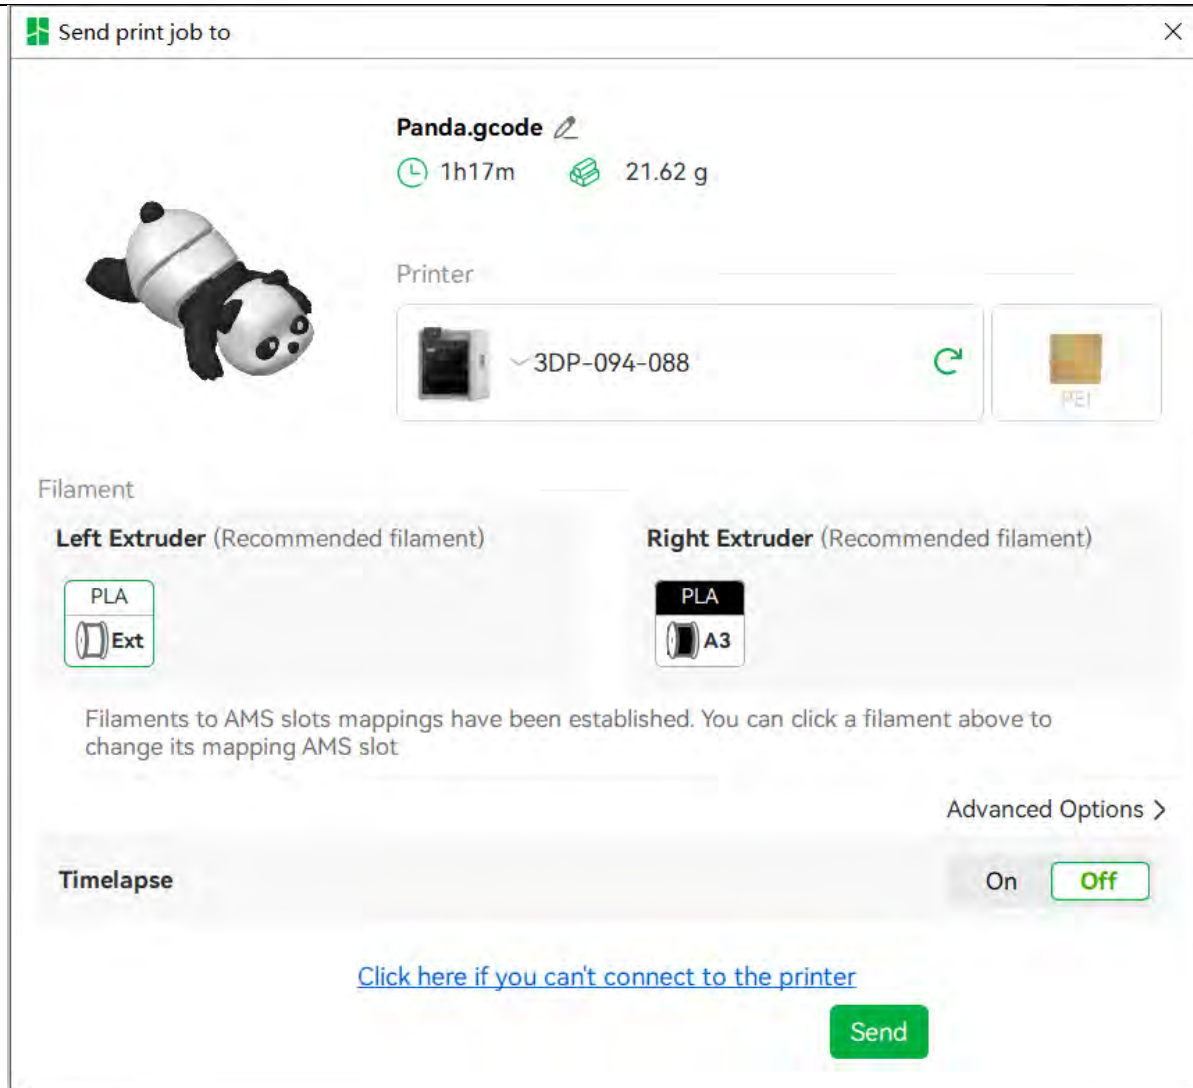 Send print job to
Panda.gcode
1h17m 21.62 g
Printer
3DP-094-088
PEI
Filament
Left Extruder (Recommended filament)
Right Extruder (Recommended filament)
PLA
Ext
PLA
A3
Filaments to AMS slots mappings have been established. You can click a filament above to
change its mapping AMS slot
Advanced Options
Timelapse
On
Off
Click here if you can't connect to the printer
Send